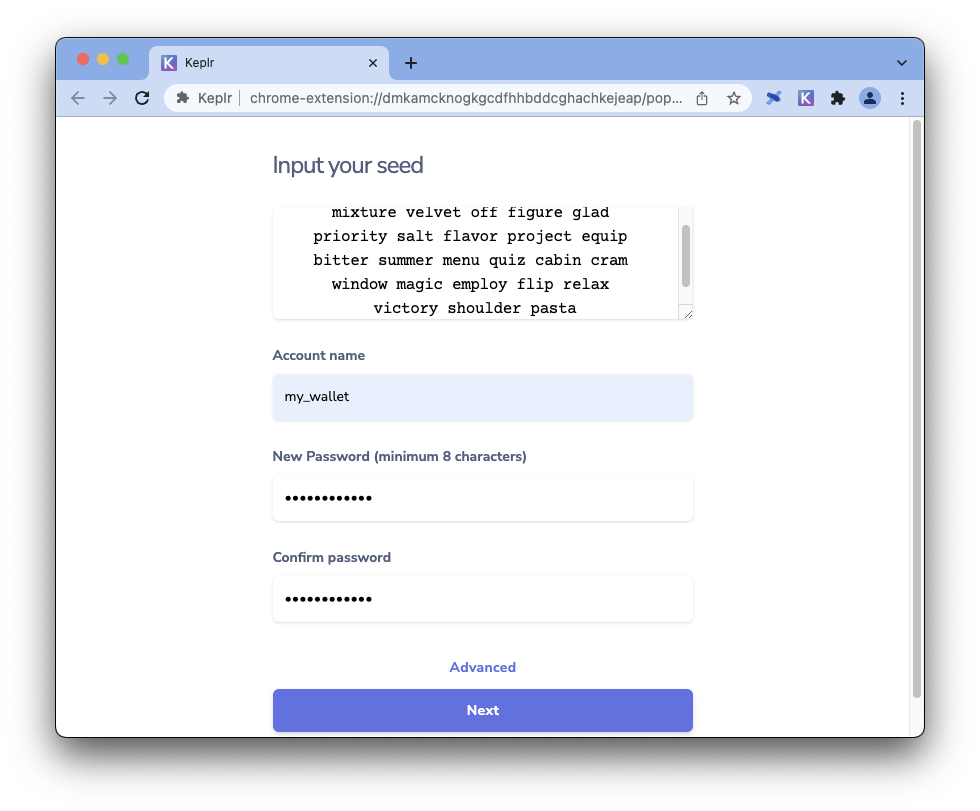 Keplr
Keplr chrome-extension://dmkamcknogkgcdfhhbddcghachkejeap/pop...
Input your seed
mixture velvet off figure glad
priority salt flavor project equip
bitter summer menu quiz cabin cram
window magic employ flip relax
victory shoulder pasta
Account name
my_wallet
New Password (minimum 8 characters)
••••••••••••
Confirm password
••••••••••••
Advanced
Next